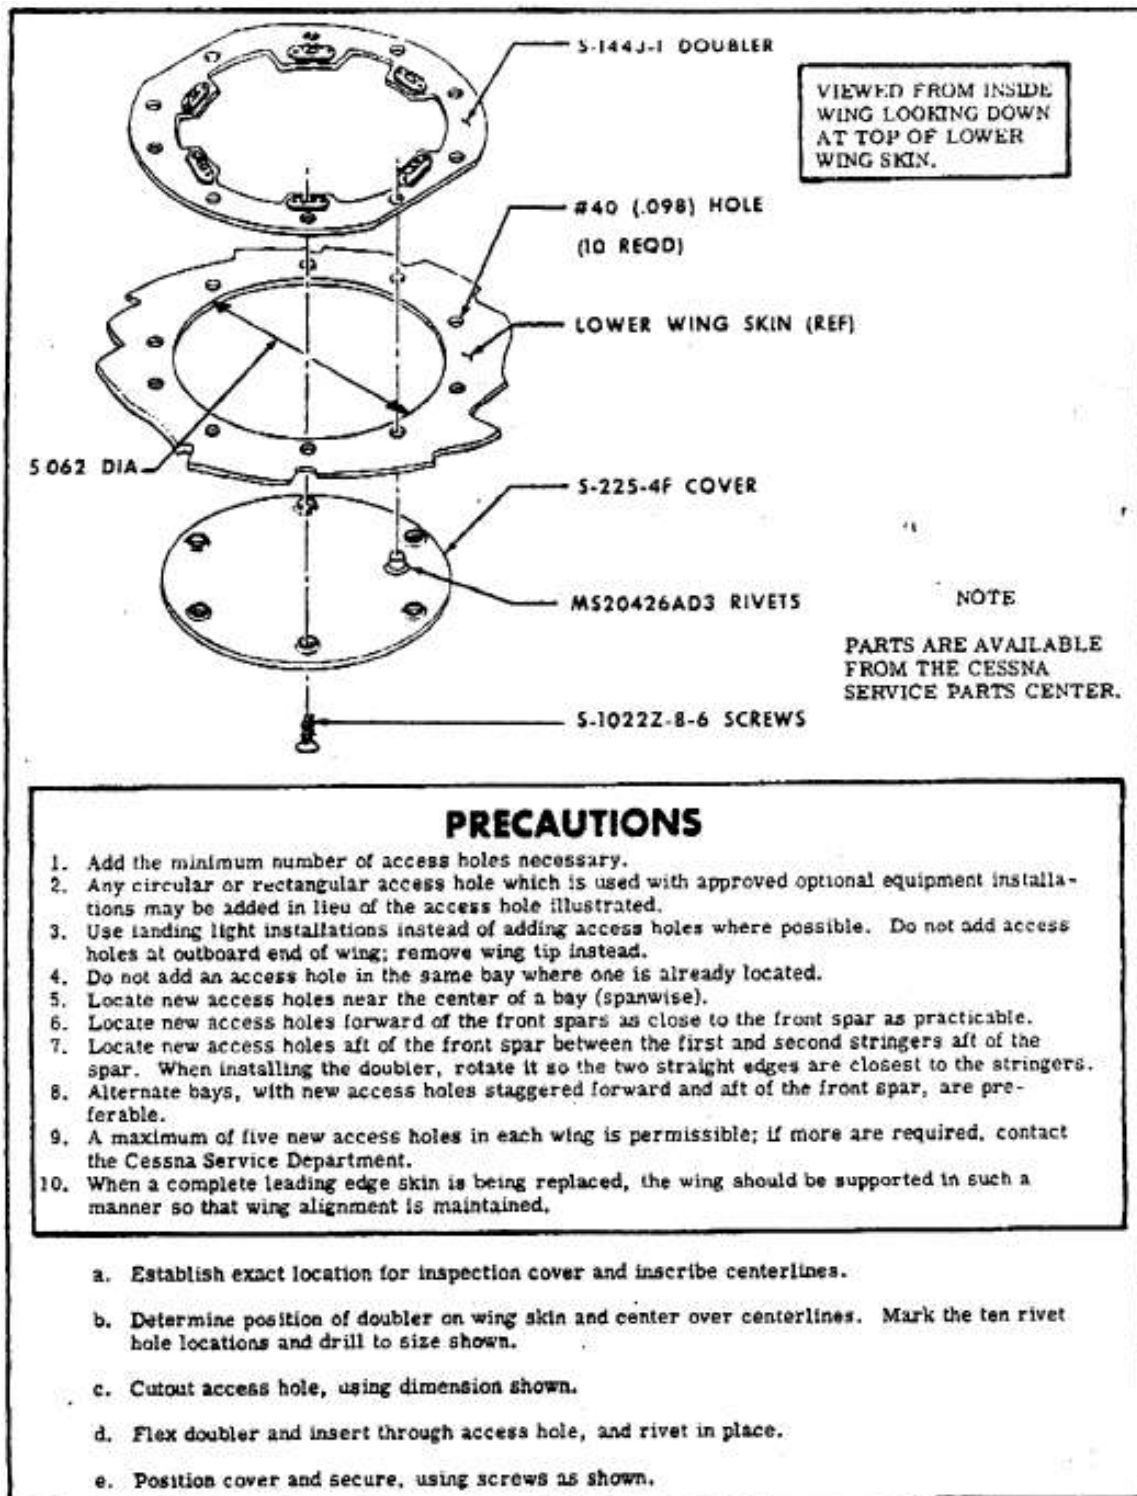 S-1443-1 DOUBLER
VIEWED FROM INSIDE
WING LOOKING DOWN
AT TOP OF LOWER
WING SKIN.
#40 (.098) HOLE
(10 REQD)
LOWER WING SKIN (REF)
5.062 DIA
S-225-4F COVER
MS20426AD3 RIVETS
NOTE
PARTS ARE AVAILABLE
FROM THE CESSNA
SERVICE PARTS CENTER.
S-1022Z-8-6 SCREWS
PRECAUTIONS
1. Add the minimum number of access holes necessary.
2. Any circular or rectangular access hole which is used with approved optional equipment installa-
tions may be added in lieu of the access hole illustrated.
3. Use landing light installations instead of adding access holes where possible. Do not add access
holes at outboard end of wing; remove wing tip instead.
4. Do not add an access hole in the same bay where one is already located.
5. Locate new access holes near the center of a bay (spanwise).
6. Locate new access holes forward of the front spars as close to the front spar as practicable.
7. Locate new access holes aft of the front spar between the first and second stringers aft of the
spar. When installing the doubler, rotate it so the two straight edges are closest to the stringers.
8. Alternate bays, with new access holes staggered forward and aft of the front spar, are pre-
ferable.
9. A maximum of five new access holes in each wing is permissible; if more are required, contact
the Cessna Service Department.
10. When a complete leading edge skin is being replaced, the wing should be supported in such a
manner so that wing alignment is maintained.
a. Establish exact location for inspection cover and inscribe centerlines.
b. Determine position of doubler on wing skin and center over centerlines. Mark the ten rivet
hole locations and drill to size shown.
c. Cutout access hole, using dimension shown.
d. Flex doubler and insert through access hole, and rivet in place.
e. Position cover and secure, using screws as shown.